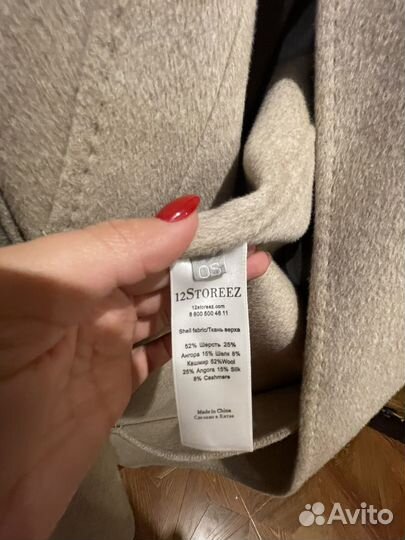 OS
12STOREEZ
12storeez.com
8 800 500 46 11
Shell fabric/Ткань верха
52% Шерсть 25%
Ангора 15% Шелк 8%
Кашмир 52%Wool
25% Angora 15% Silk
8% Cashmere
Made In China
Сделано в Китае
Avito